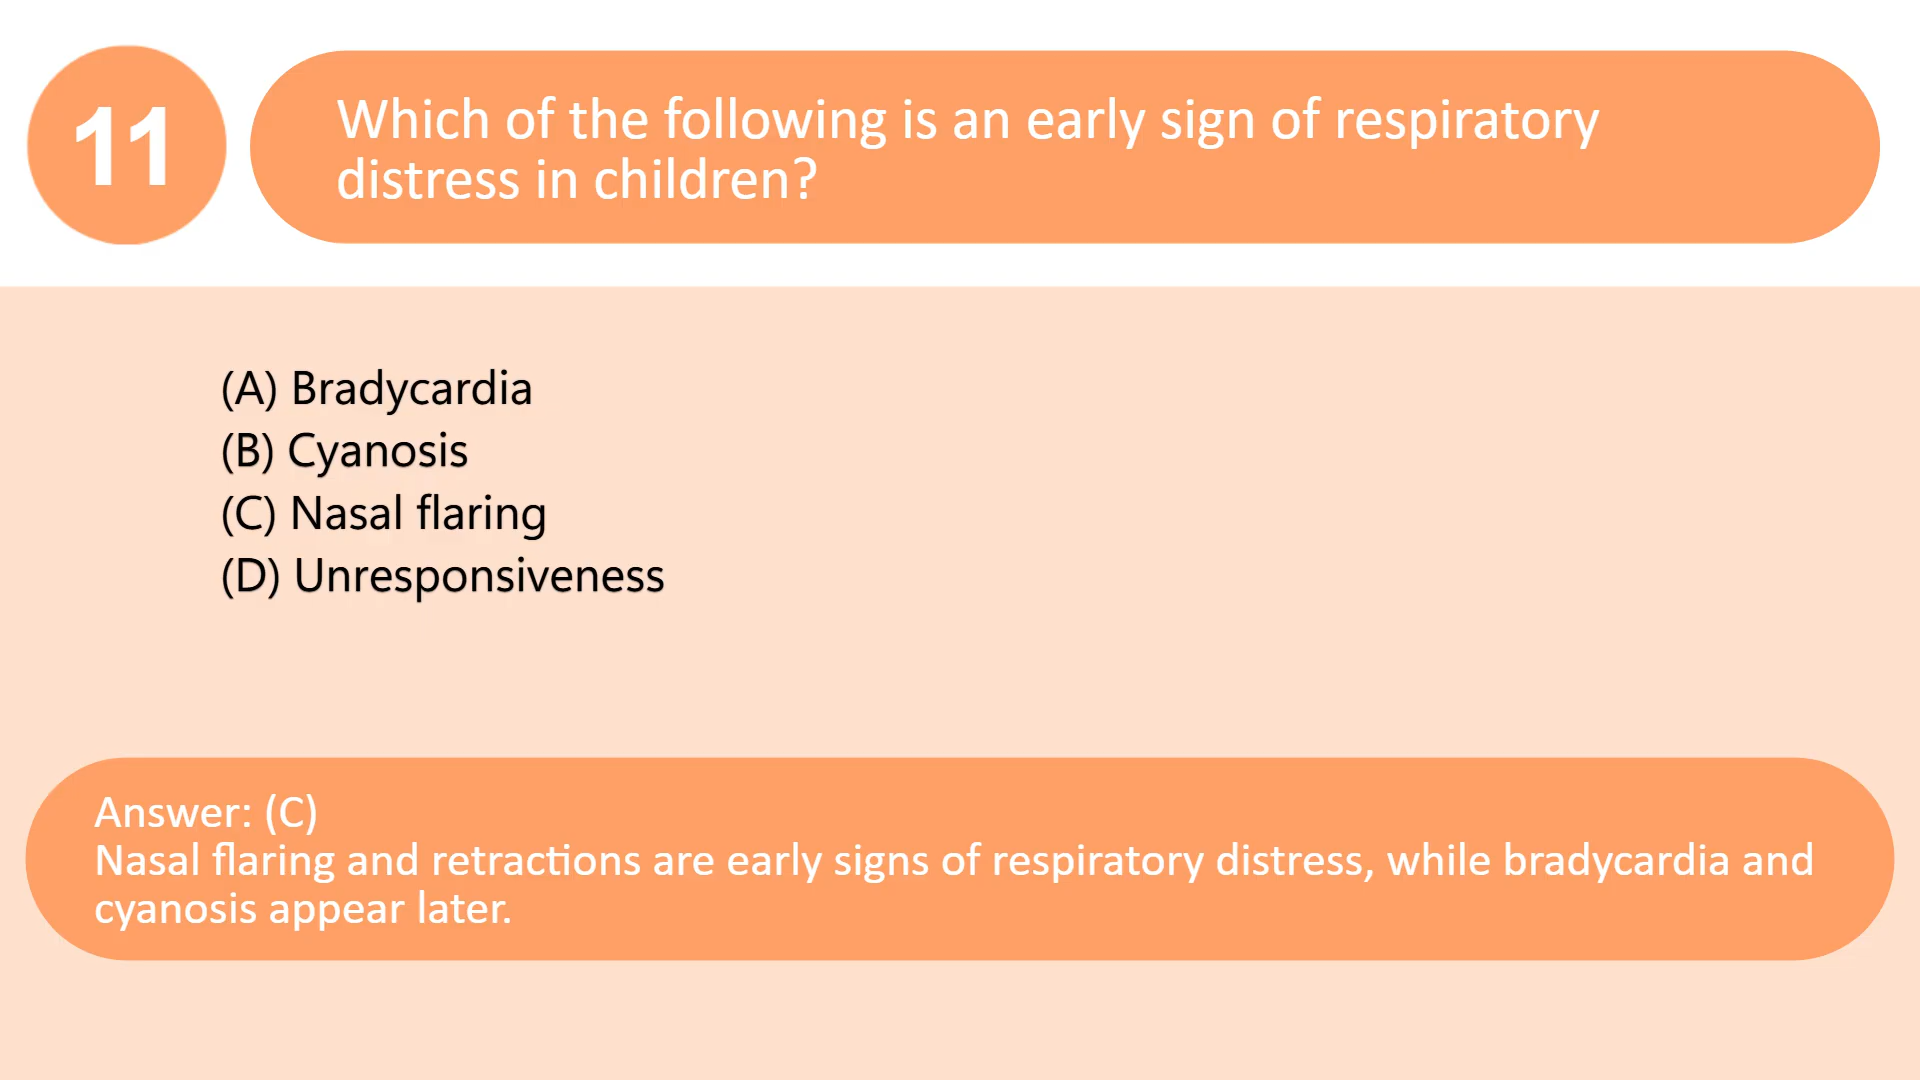 11
Which of the following is an early sign of respiratory
distress in children?
(A) Bradycardia
(B) Cyanosis
(C) Nasal flaring
(D) Unresponsiveness
Answer: (C)
Nasal flaring and retractions are early signs of respiratory distress, while bradycardia and
cyanosis appear later.